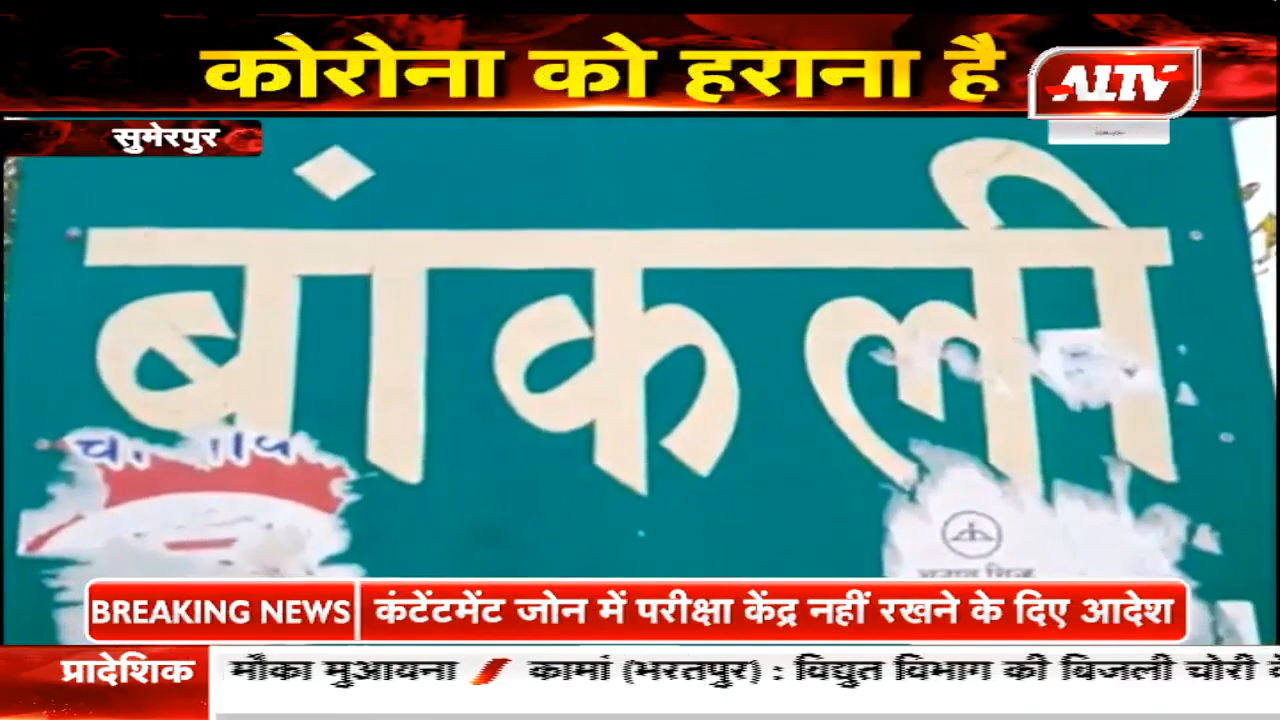 कोरोना को हराना है
ALTV
सुमेरपुर
बांकली
BREAKING NEWS कंटेंटमेंट जोन में परीक्षा केंद्र नहीं रखने के दिए आदेश
प्रादेशिक मौका मुआयना / कामां (भरतपुर) : विद्युत विभाग की बिजली चोरी